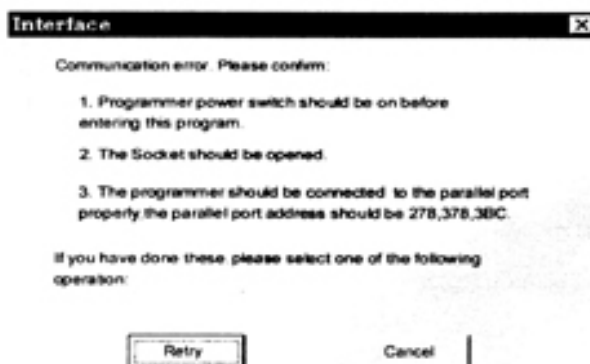 Interface
Communication error. Please confirm:
1. Programmer power switch should be on before
entering this program.
2. The Socket should be opened.
3. The programmer should be connected to the parallel port
properly,the parallel port address should be 278,378,3BC.
If you have done these please select one of the following
operation:
Retry Cancel